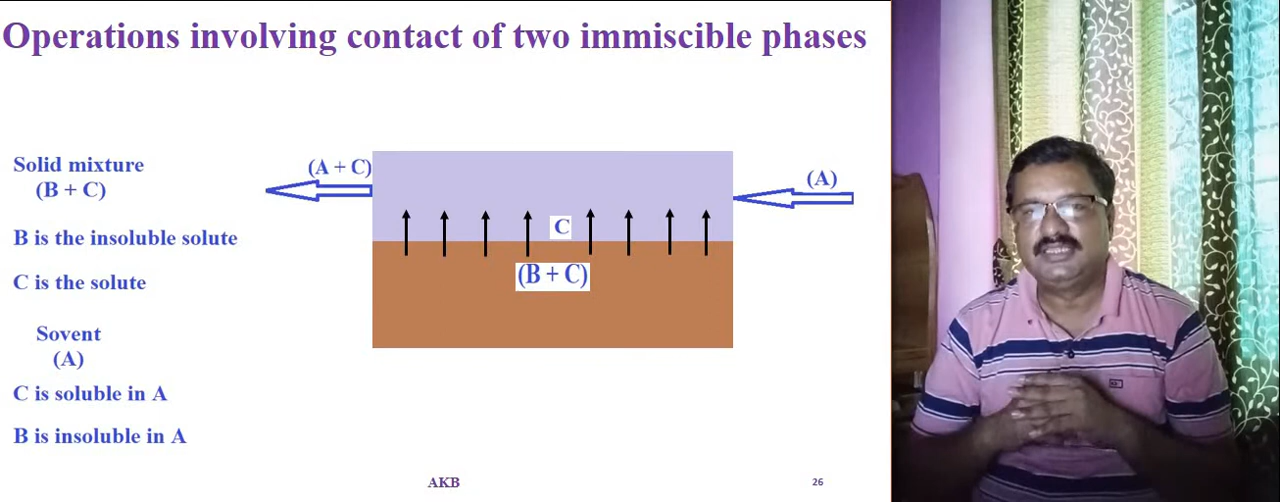 Operations involving contact of two immiscible phases
Solid mixture
(B + C)
B is the insoluble solute
C is the solute
Sovent
(A)
C is soluble in A
B is insoluble in A
(A + C)
(A)
C
(B + C)
AKB
26